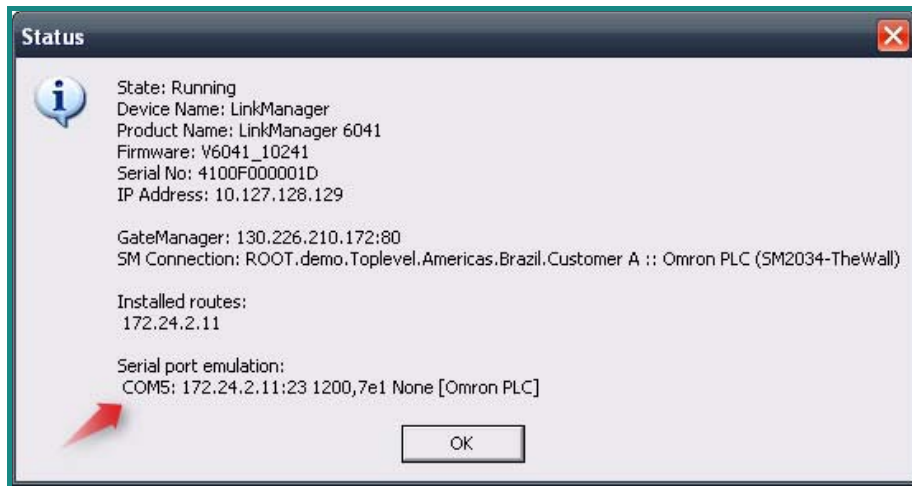 Status
State: Running
Device Name: LinkManager
Product Name: LinkManager 6041
Firmware: V6041_10241
Serial No: 4100F000001D
IP Address: 10.127.128.129
GateManager: 130.226.210.172:80
SM Connection: ROOT.demo.Toplevel.Americas.Brazil.Customer A :: Omron PLC (SM2034-TheWall)
Installed routes:
172.24.2.11
Serial port emulation:
COM5: 172.24.2.11:23 1200,7e1 None [Omron PLC]
OK